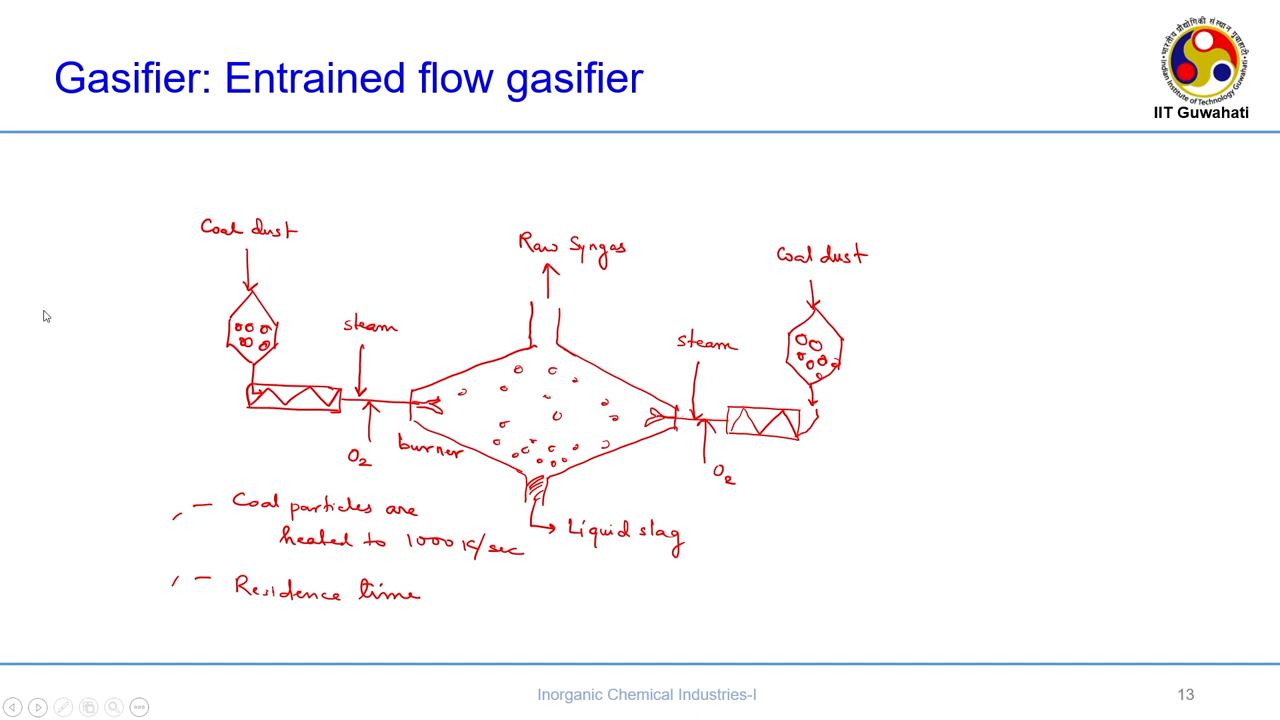 Gasifier: Entrained flow gasifier
IIT Guwahati
Coal dust
Raw Syngas
Coal dust
steam
steam
O2
burner
O2
- Coal particles are
heated to 1000 K/sec
Liquid slag
- Residence time
Inorganic Chemical Industries-I
13